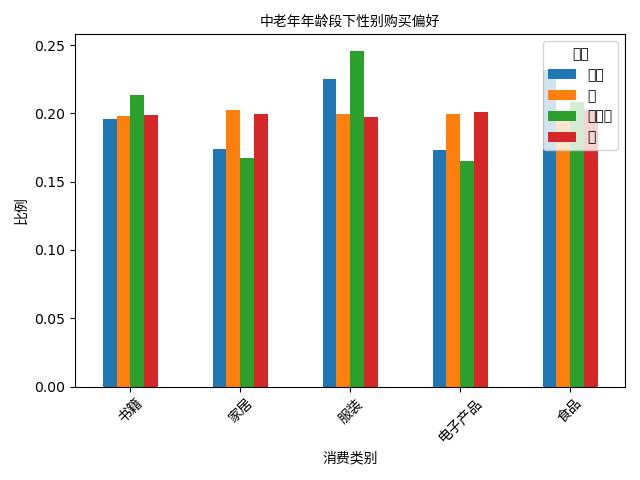 中老年年龄段下性别购买偏好
比例
0.25
0.20
0.15
0.10
0.05
0.00
书籍
家居
服装
电子产品
食品
消费类别